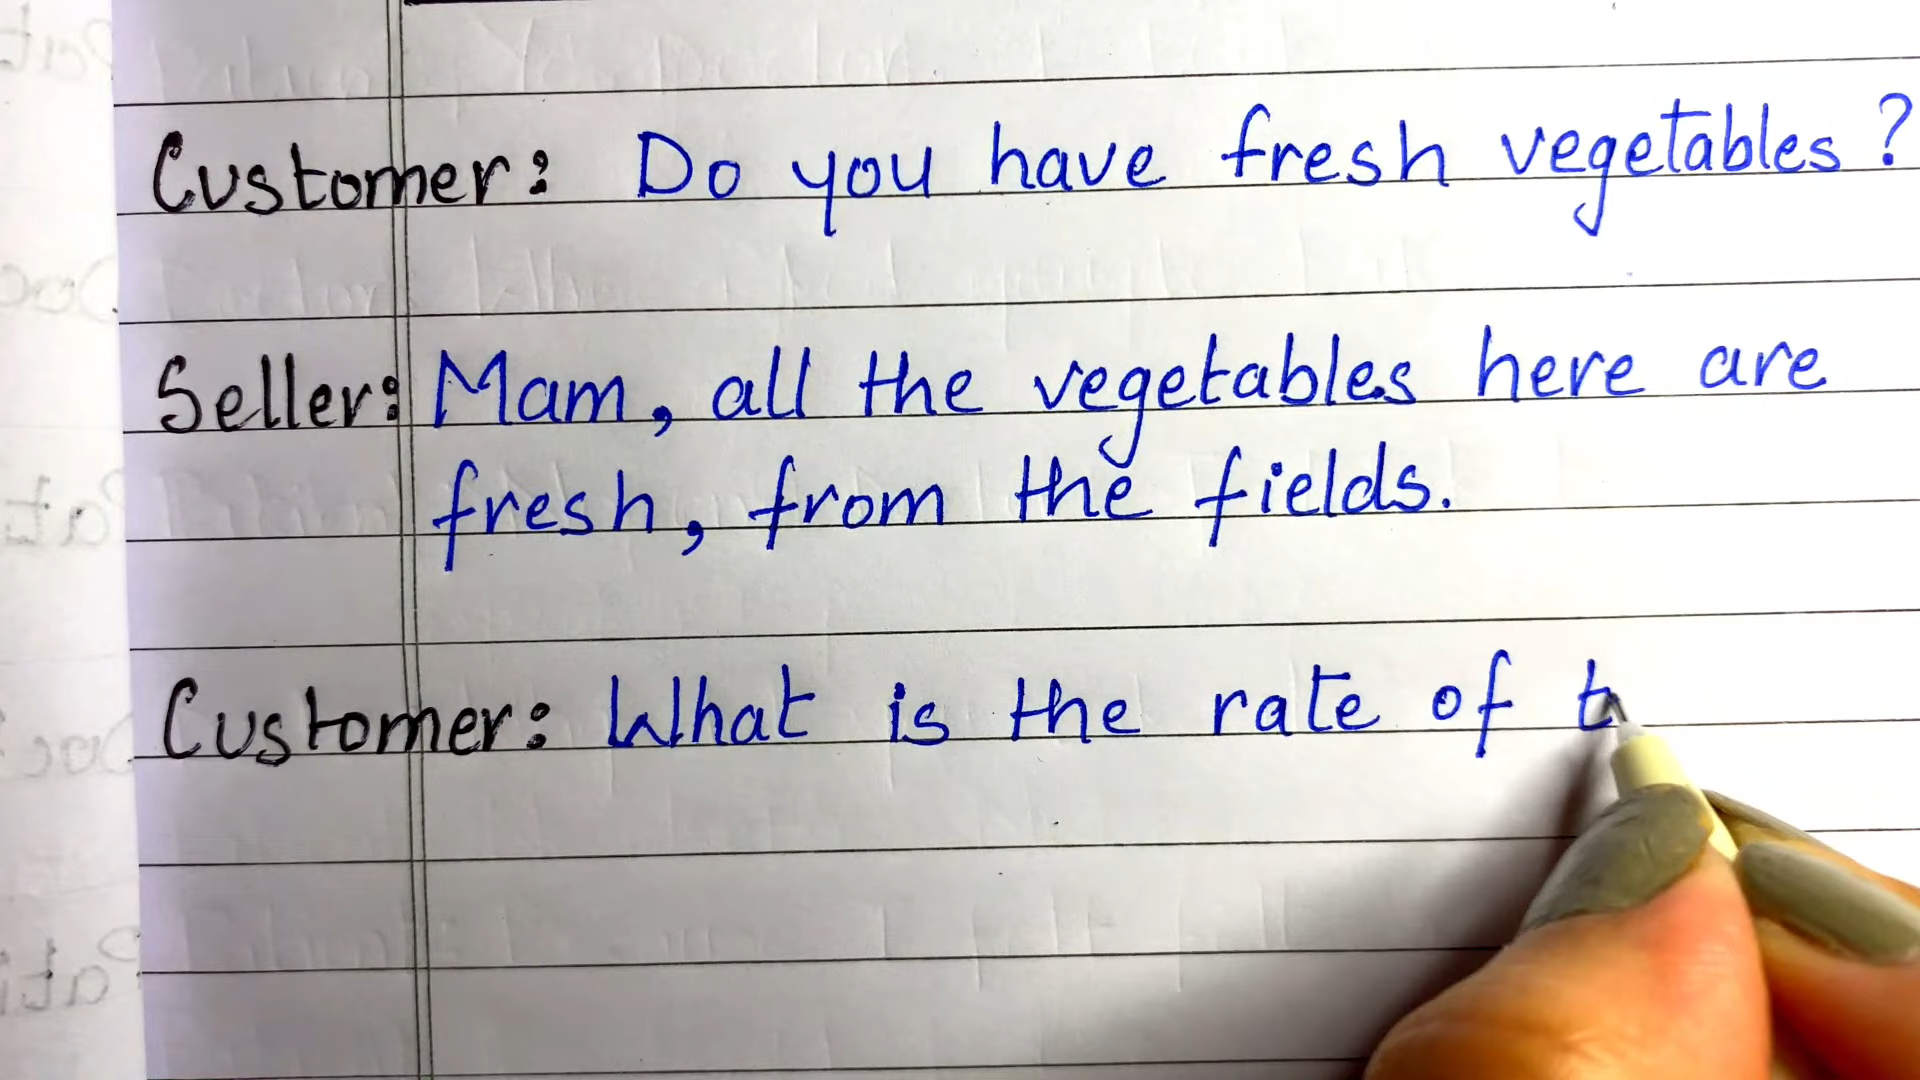 Customer: Do you have fresh vegetables?
Seller: Mam, all the vegetables here are
fresh, from the fields.
Customer: What is the rate of